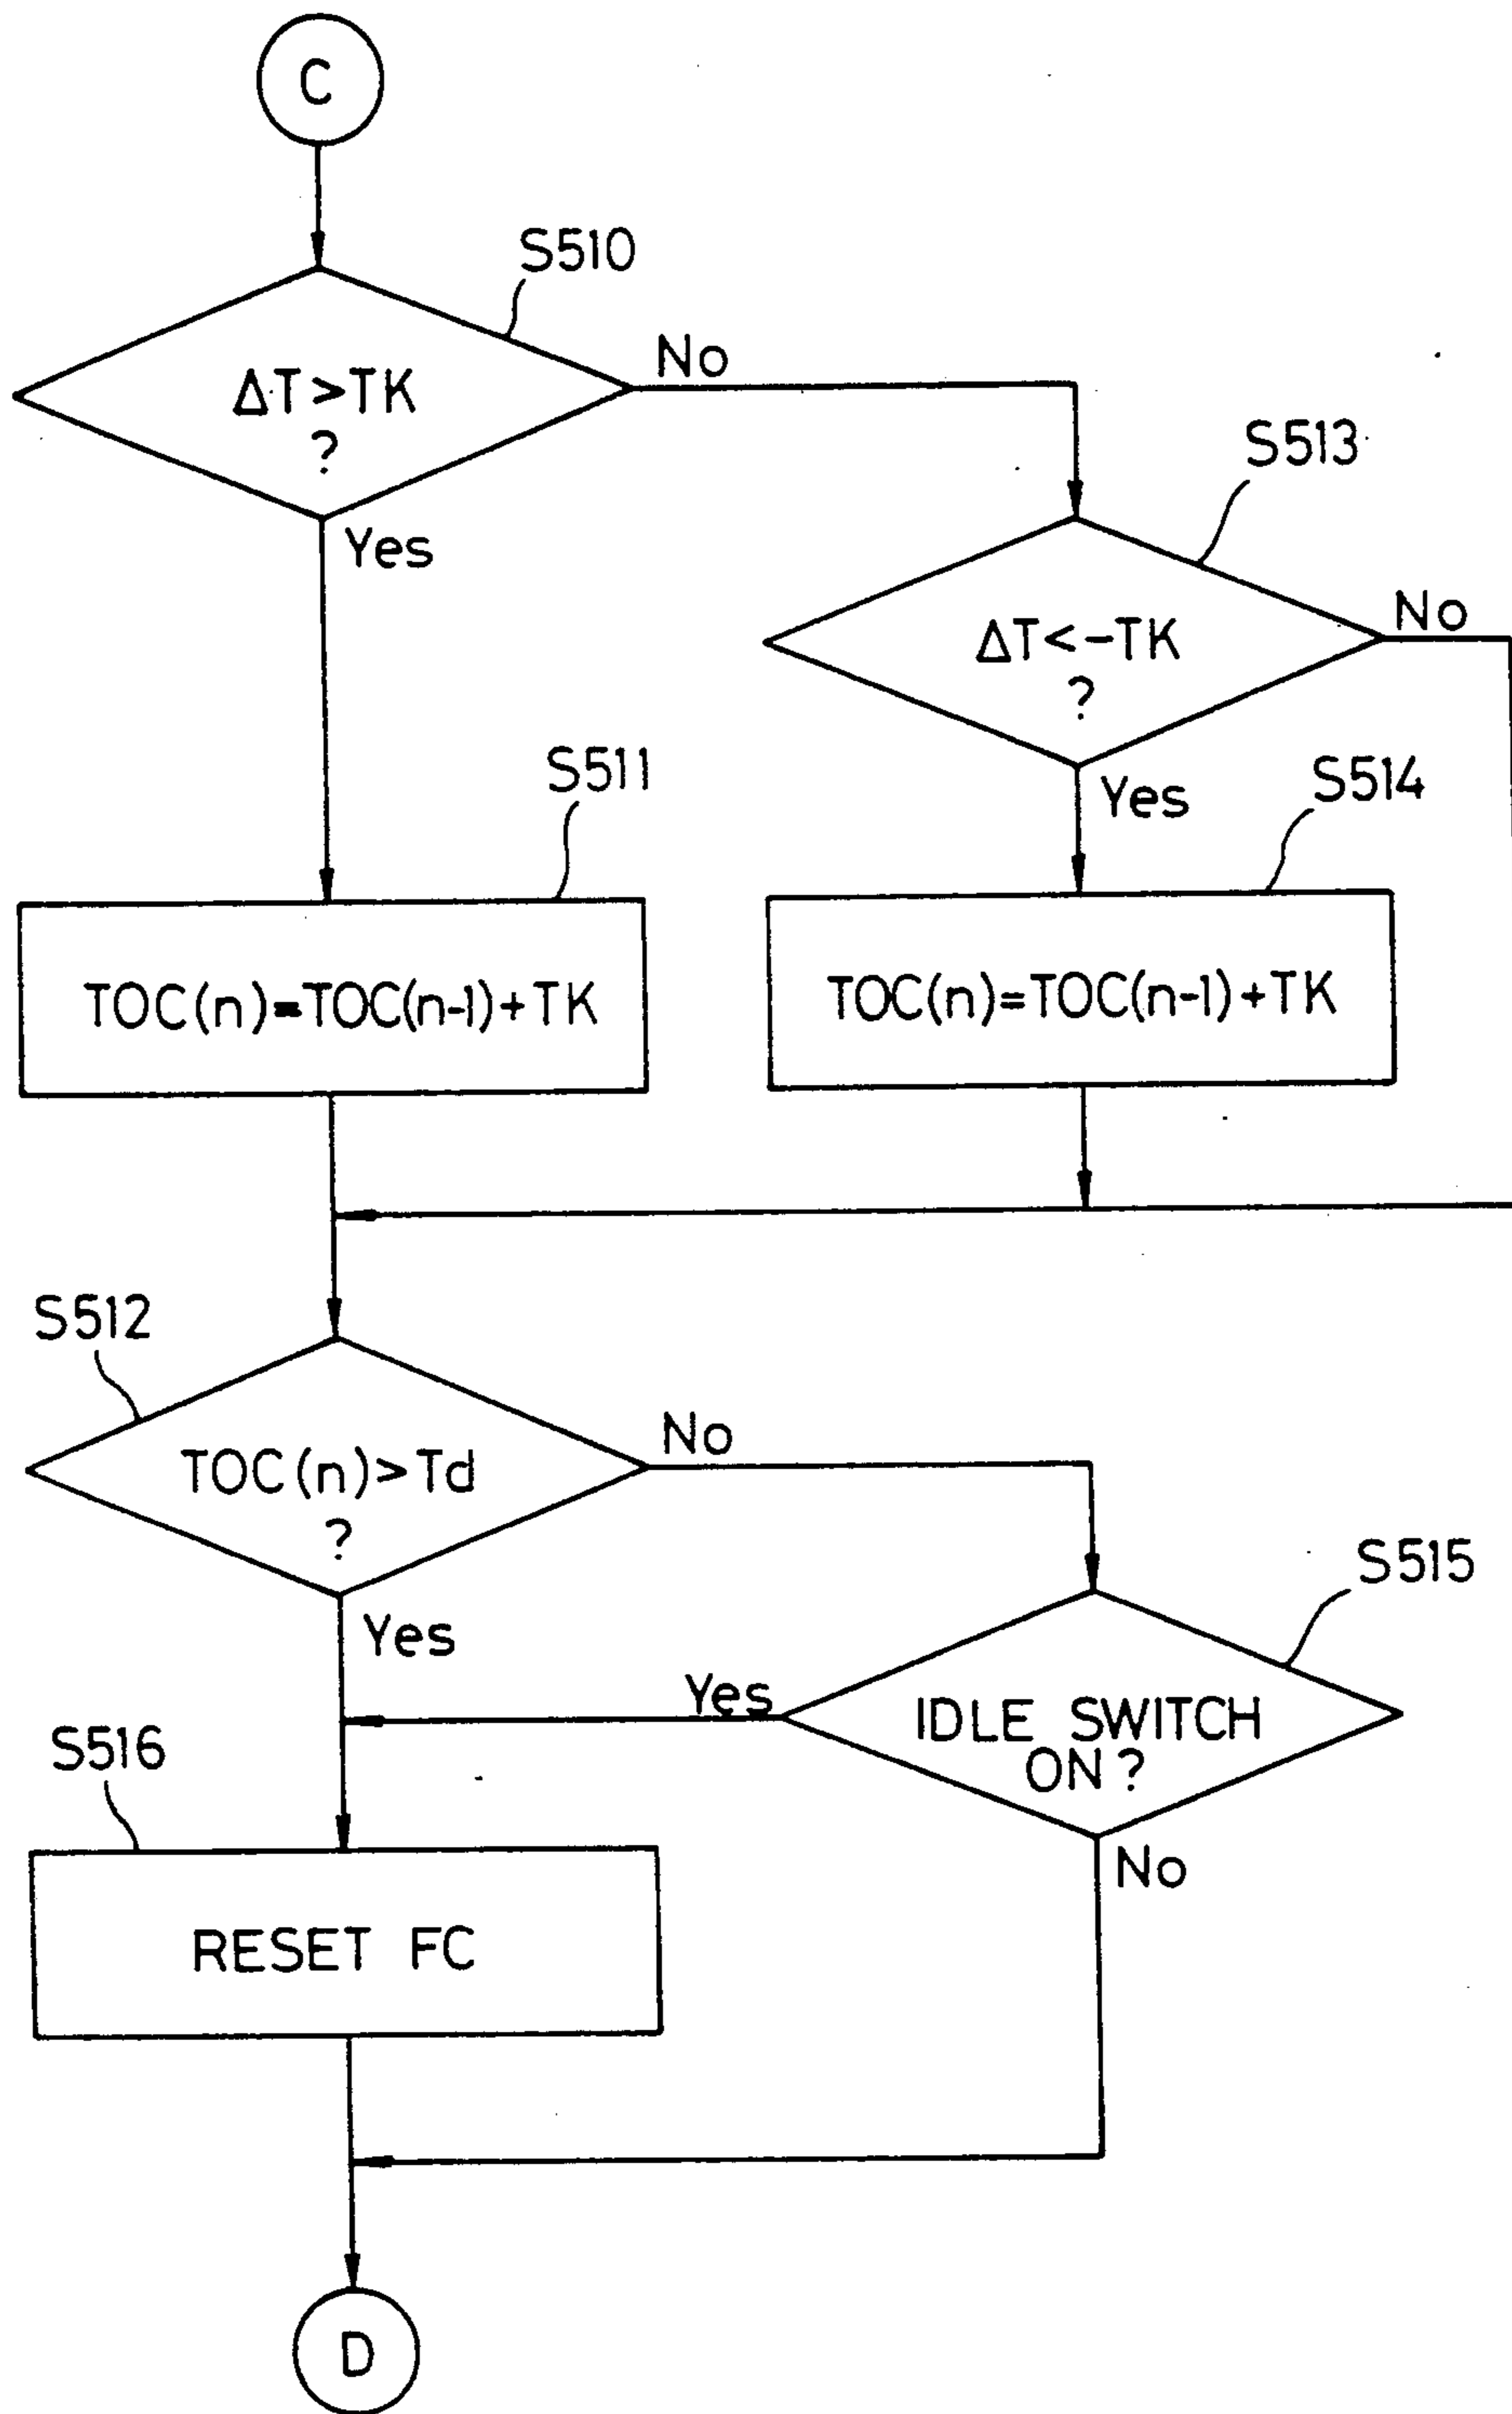 C
S510
ΔT>TK
?
No
Yes
S513
ΔT<-TK
?
No
Yes
S511
TOC(n)=TOC(n-1)+TK
S514
TOC(n)=TOC(n-1)+TK
S512
TOC(n)>Td
?
No
Yes
S515
IDLE SWITCH
ON?
Yes
No
S516
RESET FC
D